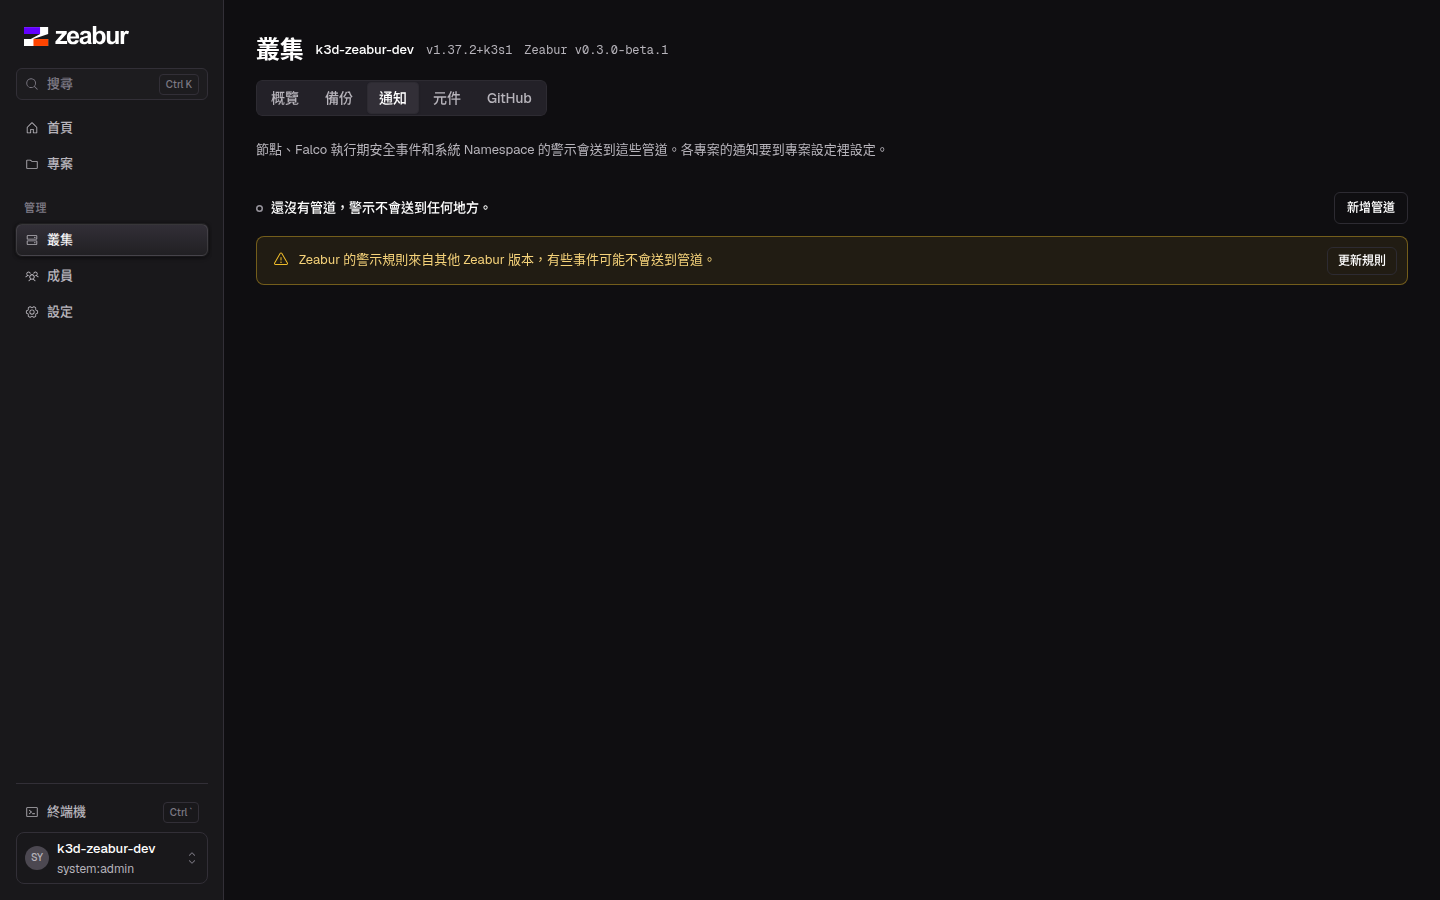 zeabur
搜尋 Ctrl K
首頁
專案
管理
叢集
成員
設定
終端機 Ctrl `
SY k3d-zeabur-dev
system:admin
叢集 k3d-zeabur-dev v1.37.2+k3s1 Zeabur v0.3.0-beta.1
概覽 備份 通知 元件 GitHub
節點、Falco 執行期安全事件和系統 Namespace 的警示會送到這些管道。各專案的通知要到專案設定裡設定。
還沒有管道，警示不會送到任何地方。 新增管道
Zeabur 的警示規則來自其他 Zeabur 版本，有些事件可能不會送到管道。 更新規則